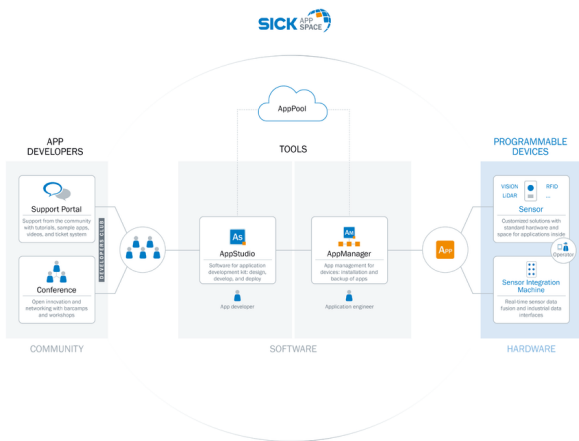 SICK APP SPACE
AppPool
APP
DEVELOPERS
TOOLS
PROGRAMMABLE
DEVICES
Support Portal
Support from the community
with tutorials, sample apps,
videos, and ticket system
DEVELOPERS CLUB
Conference
Open innovation and
networking with barcamps
and workshops
As
AppStudio
Software for application
development kit: design,
develop, and deploy
App developer
AM
AppManager
App management for
devices: installation and
backup of apps
Application engineer
APP
VISION
RFID
LiDAR
...
Sensor
Customized solutions with
standard hardware and
space for applications inside
Operator
Sensor Integration
Machine
Real-time sensor data
fusion and industrial data
interfaces
COMMUNITY
SOFTWARE
HARDWARE